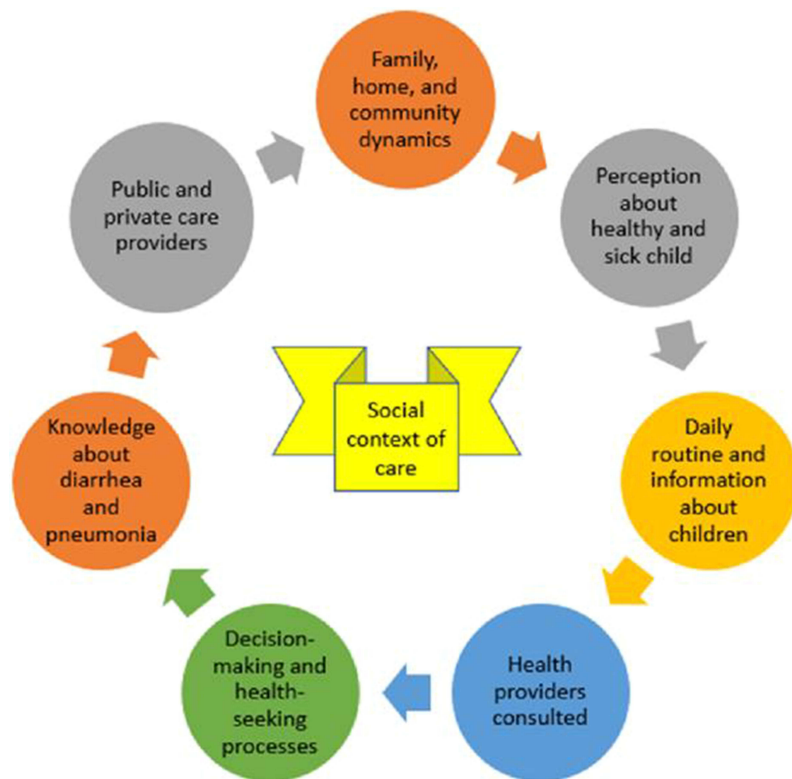 Family,
home, and
community
dynamics
Perception
about
healthy and
sick child
Daily
routine and
information
about
children
Health
providers
consulted
Decision-
making and
health-
seeking
processes
Knowledge
about
diarrhea
and
pneumonia
Public and
private care
providers
Social
context of
care